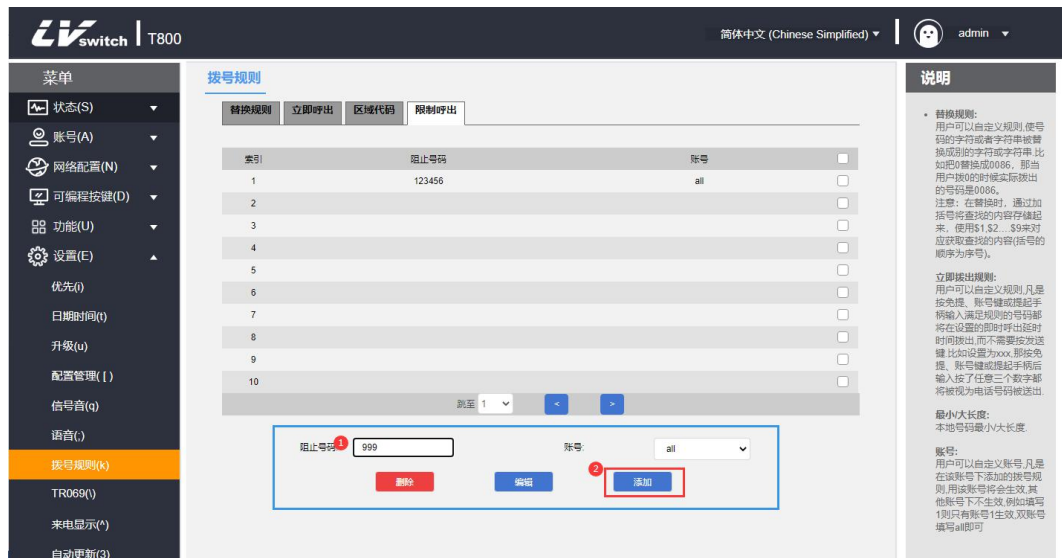 LVswitch T800
简体中文 (Chinese Simplified)
admin
菜单
状态(S)
账号(A)
网络配置(N)
可编程按键(D)
功能(U)
设置(E)
优先(i)
日期时间(t)
升级(u)
配置管理( [ )
信号音(q)
语音(;)
拨号规则(k)
TR069(\)
来电显示(^)
自动更新(3)
拨号规则
替换规则 立即呼出 区域代码 限制呼出
索引 阻止号码 账号
1 123456 all
2
3
4
5
6
7
8
9
10
跳至 1 < >
阻止号码 1 999 账号: all
删除 编辑 2 添加
说明
• 替换规则:
用户可以自定义规则,使号
码的字符或者字符串被替
换成别的字符或字符串.比
如把0替换成0086，那当
用户拨0的时候实际拨出
的号码是0086。
注意：在替换时，通过加
括号将查找的内容存储起
来，使用$1,$2....$9来对
应获取查找的内容(括号的
顺序为序号)。
立即拨出规则:
用户可以自定义规则,凡是
按免提、账号键或提起手
柄输入满足规则的号码都
将在设置的即时呼出延时
时间拨出,而不需要按发送
键.比如设置为xxx,那按免
提、账号键或提起手柄后
输入按了任意三个数字都
将被视为电话号码被送出.
最小/大长度:
本地号码最小/大长度.
账号:
用户可以自定义账号,凡是
在该账号下添加的拨号规
则,用该账号将会生效,其
他账号下不生效,例如填写
1则只有账号1生效,双账号
填写all即可